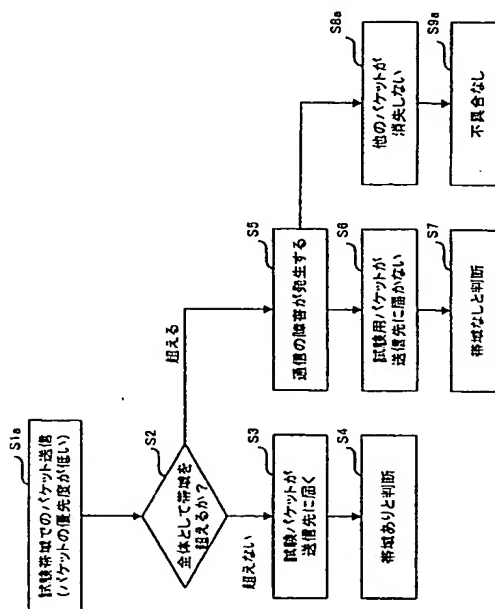 S1a
試験帯域でのパケット送信
(パケットの優先度が低い)
S2
全体として帯域を
超えるか?
超えない
超える
S3
試験パケットが
送信先に届く
S4
帯域ありと判断
S5
通信の障害が発生する
S6
試験用パケットが
送信先に届かない
S7
帯域なしと判断
S8a
他のパケットが
消失しない
S9a
不具合なし